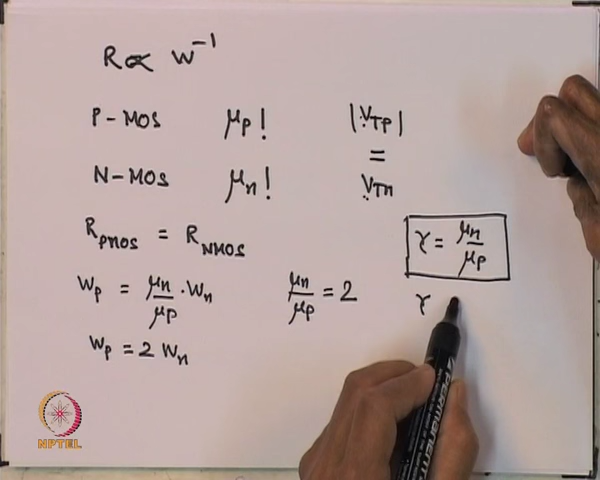 R ∝ W⁻¹
P-MOS μp! |VTp|
=
N-MOS μn! VTn
RPMOS = RNMOS
γ = μn/μp
Wp = μn/μp · Wn μn/μp = 2
γ
Wp = 2 Wn
NPTEL
PERMANENT